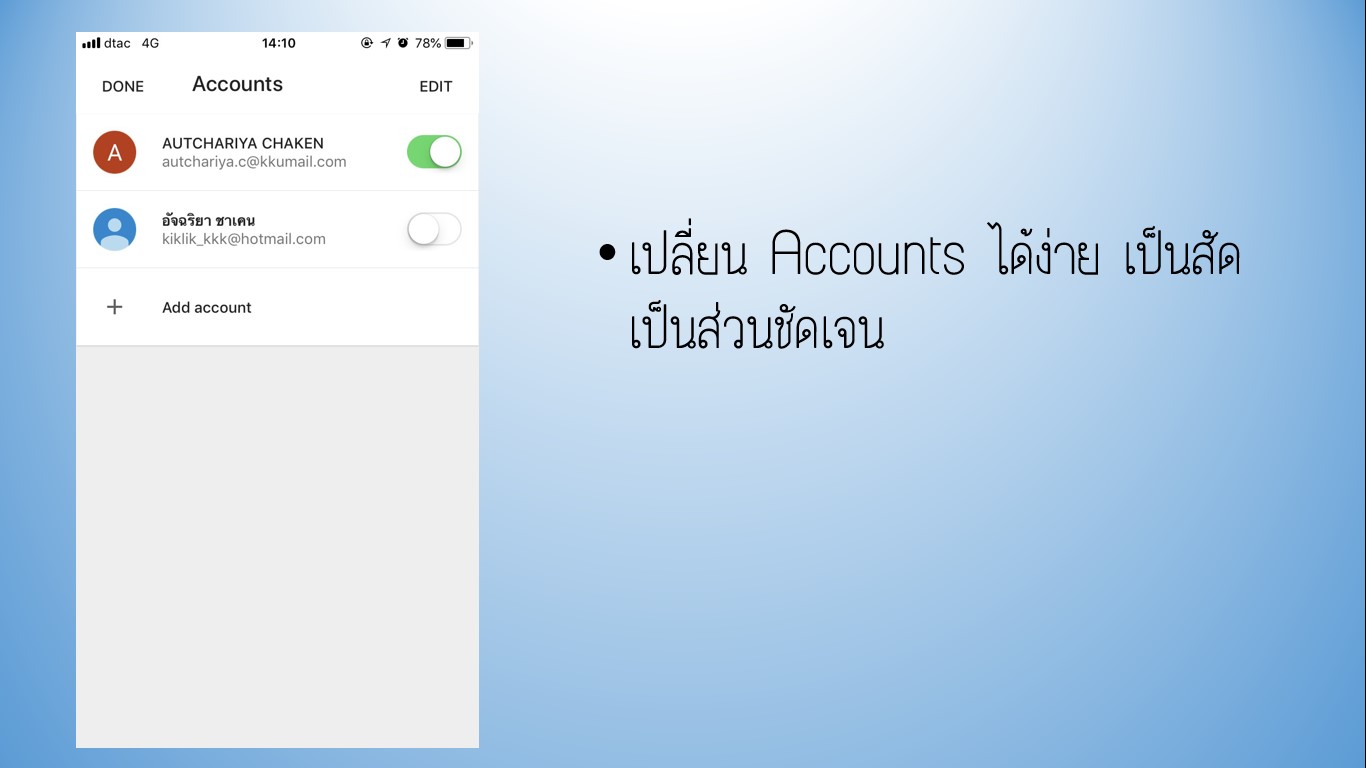 dtac 4G 14:10 78%
DONE Accounts EDIT
A AUTCHARIYA CHAKEN
autchariya.c@kkumail.com
อัจฉริยา ชาเคน
kiklik_kkk@hotmail.com
+ Add account
• เปลี่ยน Accounts ได้ง่าย เป็นสัด
เป็นส่วนชัดเจน